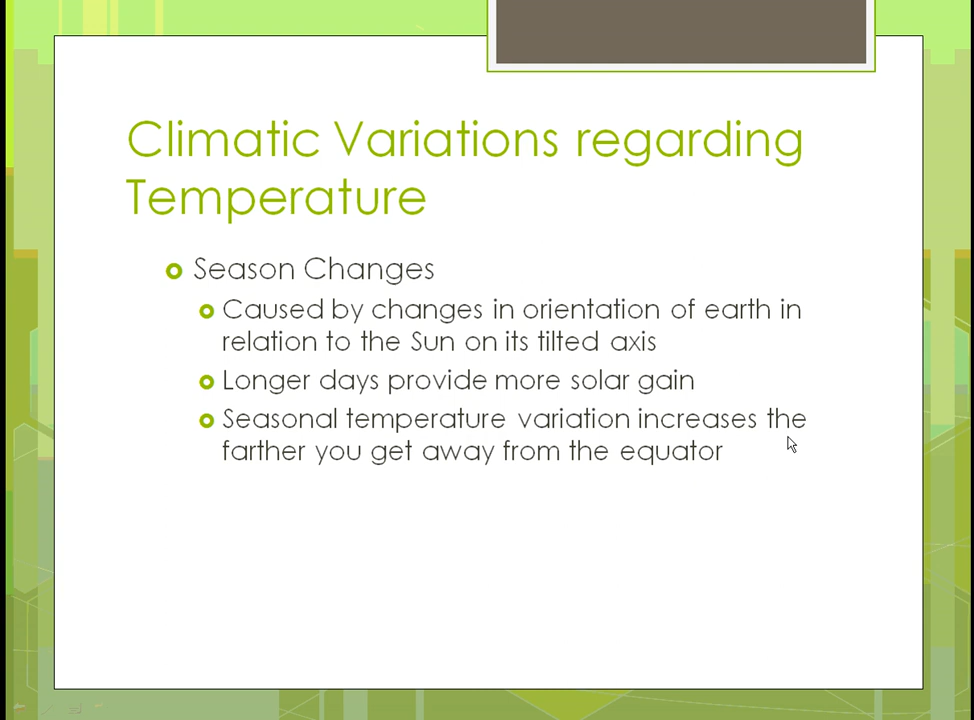 Climatic Variations regarding
Temperature
Season Changes
Caused by changes in orientation of earth in
relation to the Sun on its tilted axis
Longer days provide more solar gain
Seasonal temperature variation increases the
farther you get away from the equator